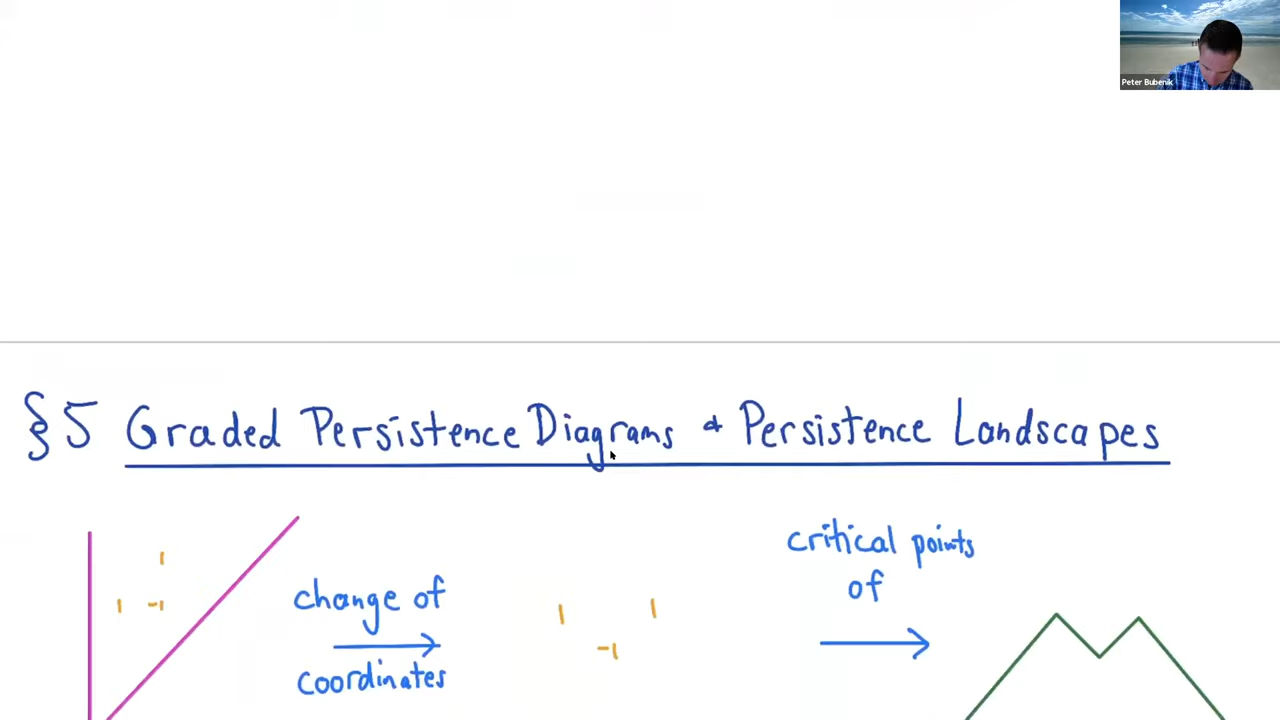 Peter Bubenik
§5 Graded Persistence Diagrams & Persistence Landscapes
critical points
of
change of
coordinates
1
1 -1
1 1
-1